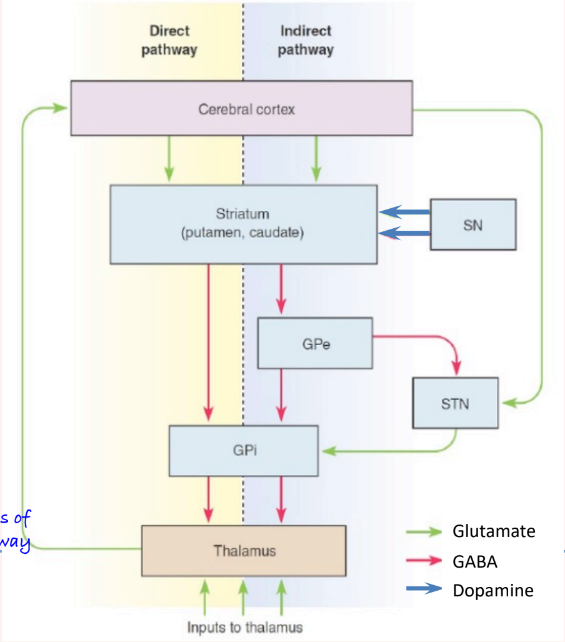 Direct
pathway
Indirect
pathway
Cerebral cortex
Striatum
(putamen, caudate)
SN
GPe
STN
GPi
s of
way
Thalamus
Glutamate
GABA
Dopamine
Inputs to thalamus